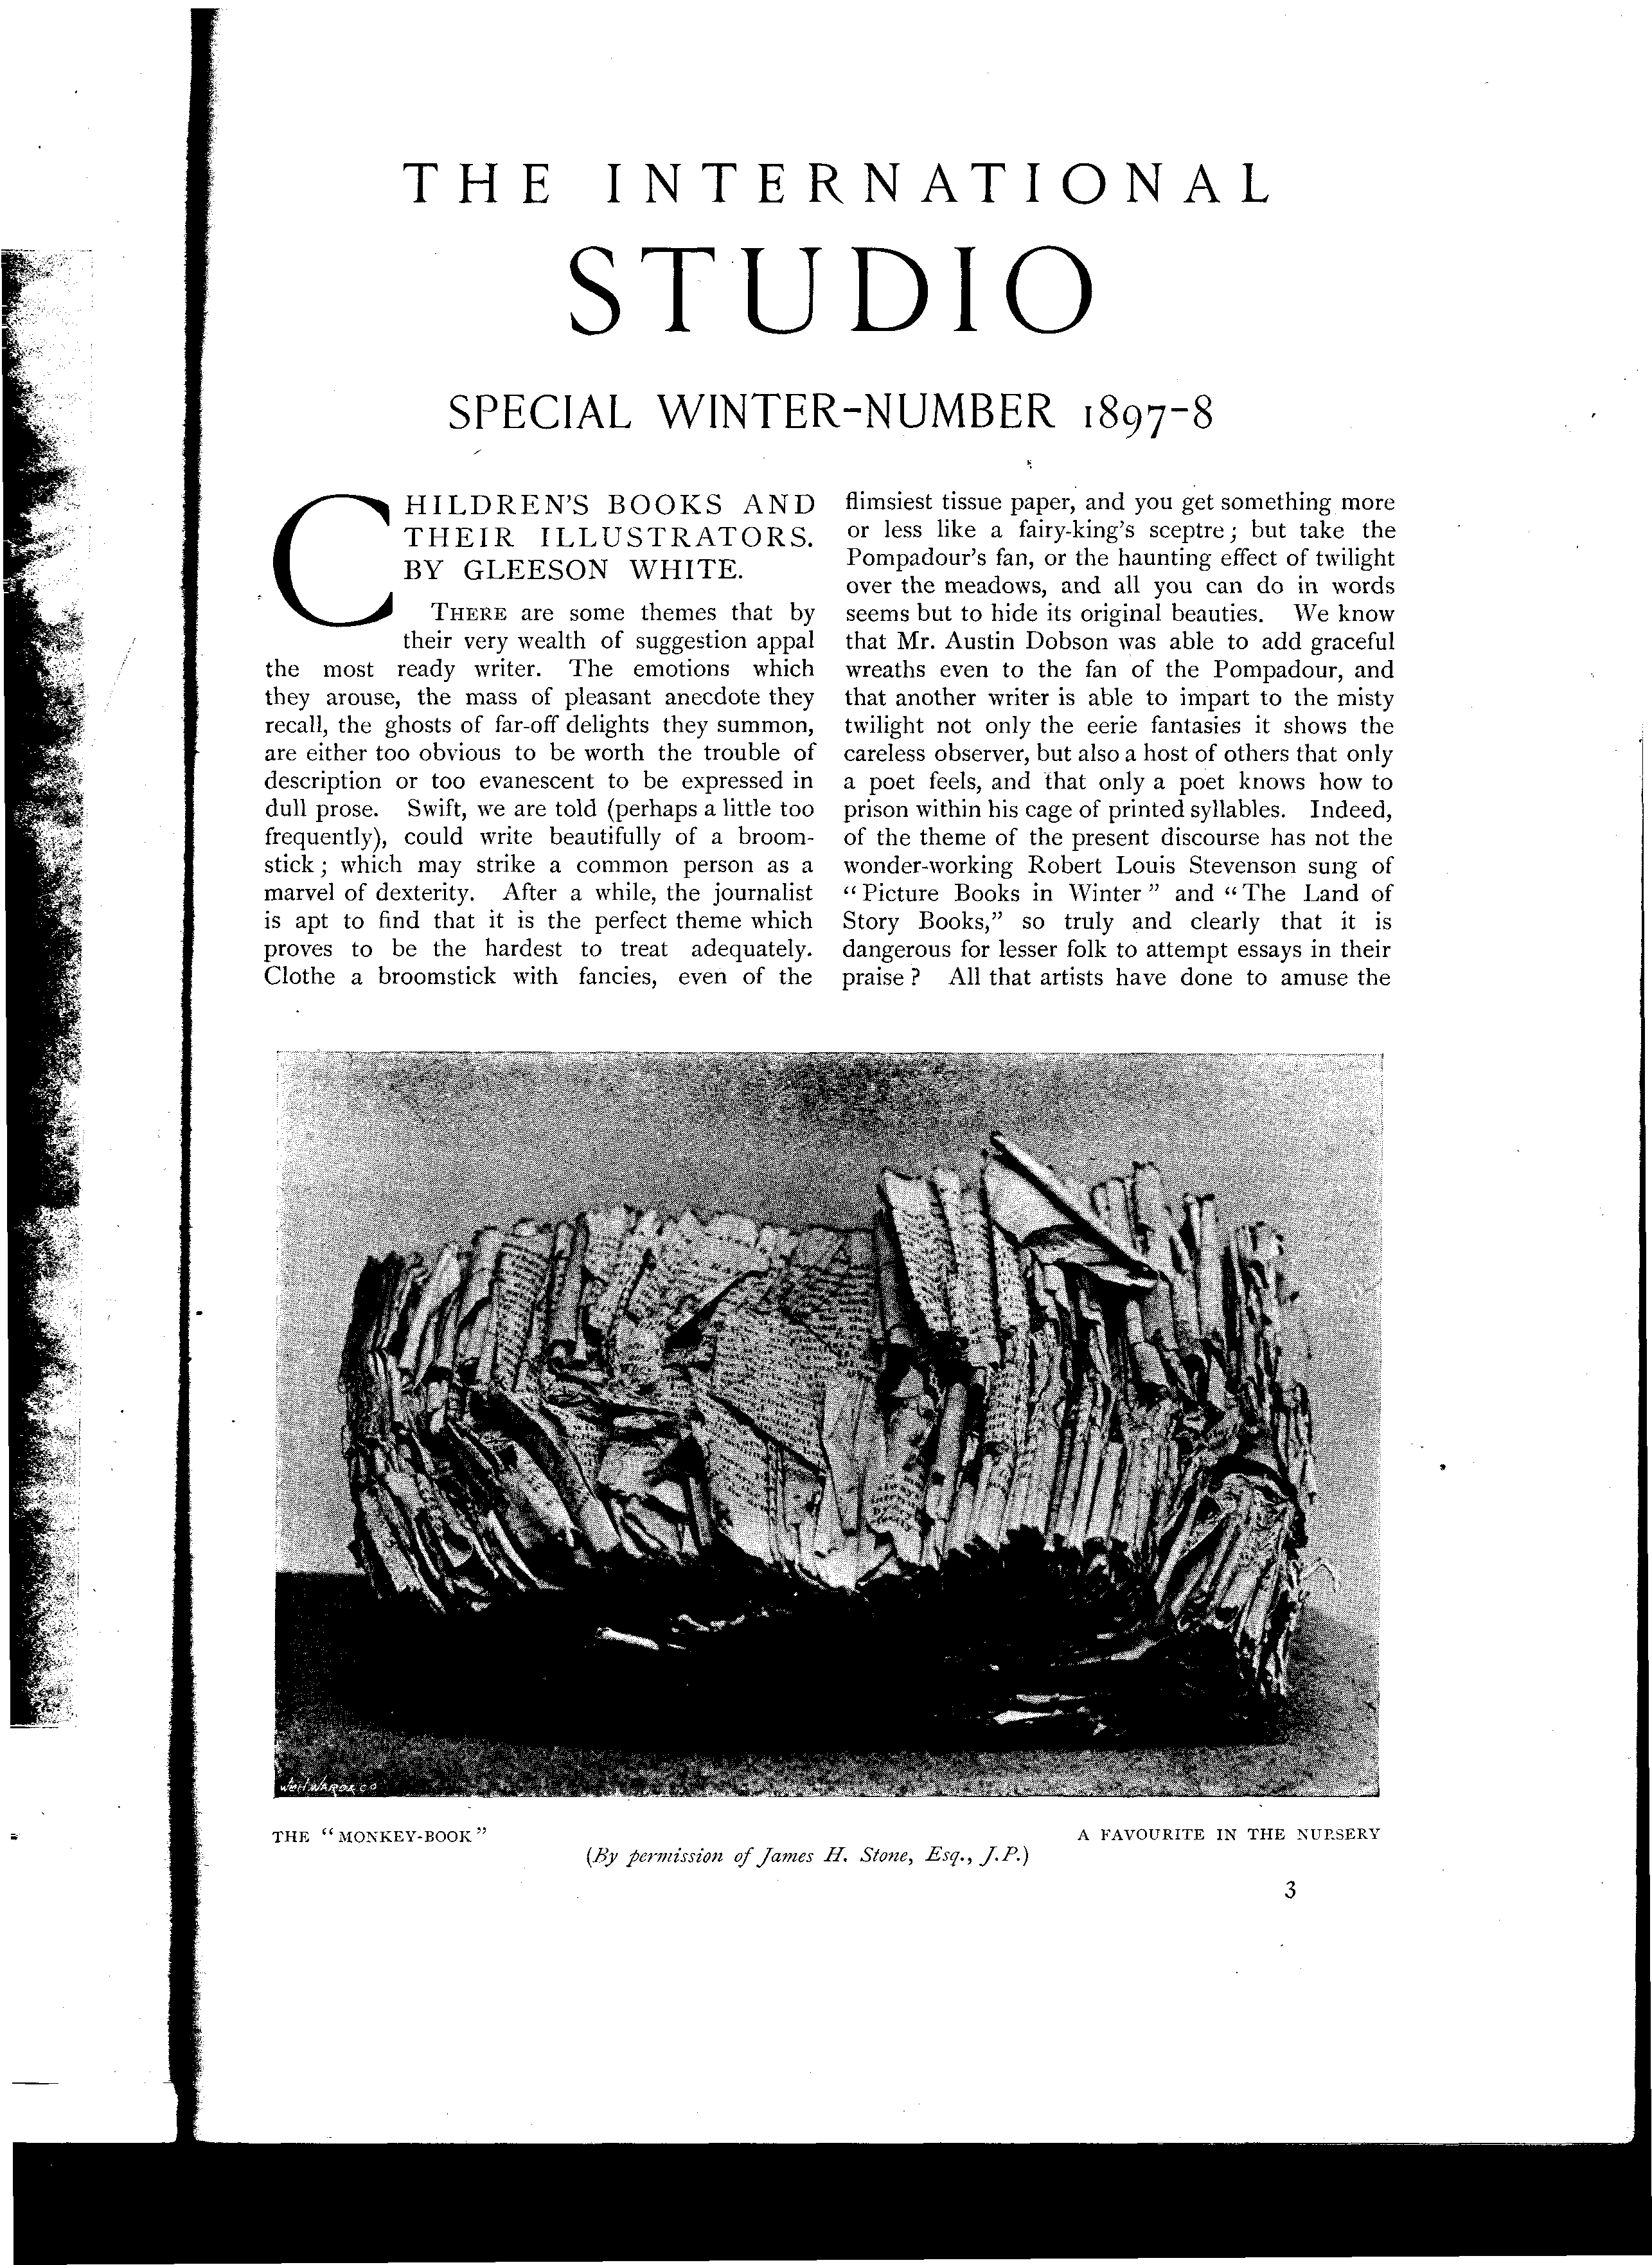 THE INTERNATIONAL
STUDIO
SPECIAL WINTER-NUMBER 1897-8
CHILDREN'S BOOKS AND
THEIR ILLUSTRATORS.
BY GLEESON WHITE.
THERE are some themes that by
their very wealth of suggestion appal
the most ready writer. The emotions which
they arouse, the mass of pleasant anecdote they
recall, the ghosts of far-off delights they summon,
are either too obvious to be worth the trouble of
description or too evanescent to be expressed in
dull prose. Swift, we are told (perhaps a little too
frequently), could write beautifully of a broom-
stick; which may strike a common person as a
marvel of dexterity. After a while, the journalist
is apt to find that it is the perfect theme which
proves to be the hardest to treat adequately.
Clothe a broomstick with fancies, even of the
flimsiest tissue paper, and you get something more
or less like a fairy-king's sceptre; but take the
Pompadour's fan, or the haunting effect of twilight
over the meadows, and all you can do in words
seems but to hide its original beauties. We know
that Mr. Austin Dobson was able to add graceful
wreaths even to the fan of the Pompadour, and
that another writer is able to impart to the misty
twilight not only the eerie fantasies it shows the
careless observer, but also a host of others that only
a poet feels, and that only a poet knows how to
prison within his cage of printed syllables. Indeed,
of the theme of the present discourse has not the
wonder-working Robert Louis Stevenson sung of
"Picture Books in Winter" and "The Land of
Story Books," so truly and clearly that it is
dangerous for lesser folk to attempt essays in their
praise? All that artists have done to amuse the
THE "MONKEY-BOOK"
A FAVOURITE IN THE NURSERY
(By permission of James H. Stone, Esq., J.P.)
3